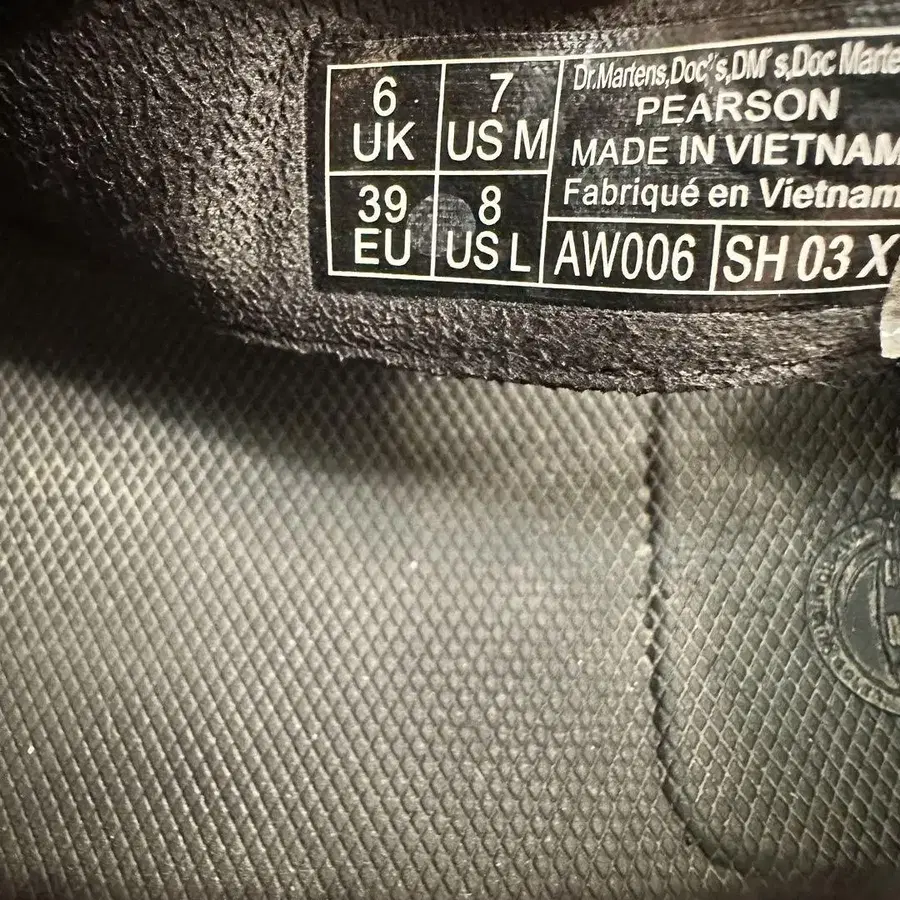 6 UK
7 US M
39 EU
8 US L
Dr.Martens,Doc's,DM's,Doc Marte
PEARSON
MADE IN VIETNAM
Fabriqué en Vietnam
AW006
SH 03 X